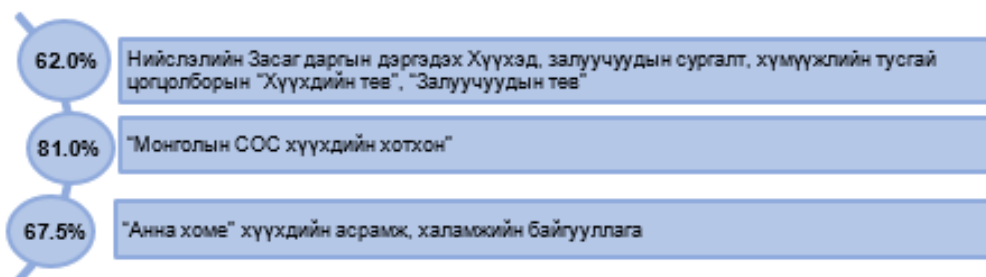 62.0%
Нийслэлийн Засаг даргын дэргэдэх Хүүхэд, залуучуудын сургалт, хүмүүжлийн тусгай
цогцолборын “Хүүхдийн төв”, “Залуучуудын төв”
81.0%
“Монголын СОС хүүхдийн хотхон”
67.5%
“Анна хоме” хүүхдийн асрамж, халамжийн байгууллага